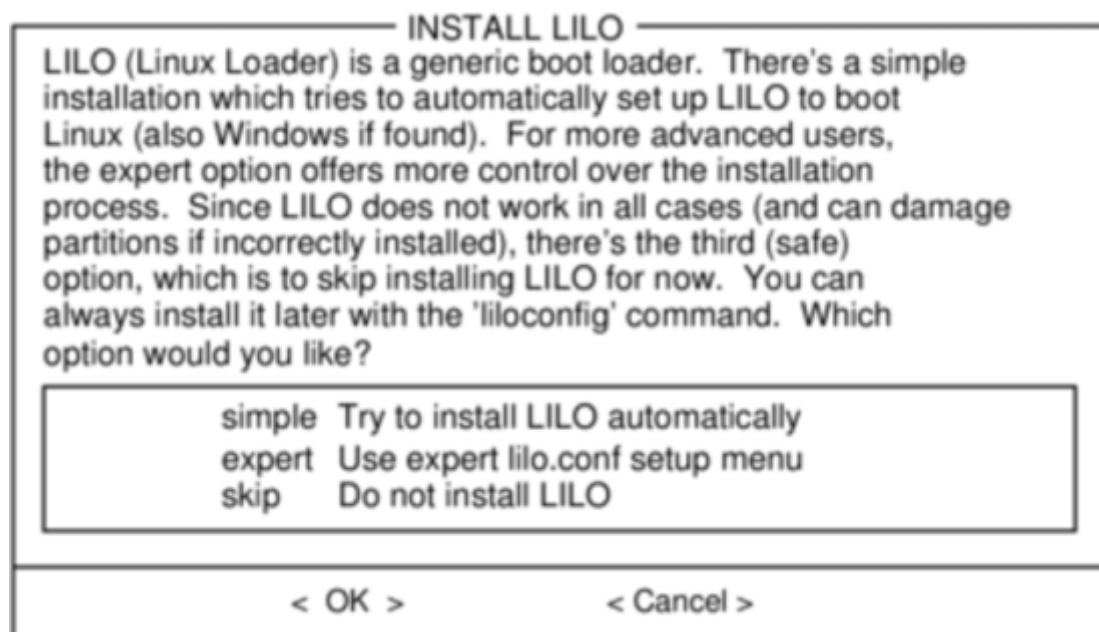 INSTALL LILO
LILO (Linux Loader) is a generic boot loader.  There's a simple
installation which tries to automatically set up LILO to boot
Linux (also Windows if found).  For more advanced users,
the expert option offers more control over the installation
process.  Since LILO does not work in all cases (and can damage
partitions if incorrectly installed), there's the third (safe)
option, which is to skip installing LILO for now.  You can
always install it later with the 'liloconfig' command.  Which
option would you like?
simple  Try to install LILO automatically
expert  Use expert lilo.conf setup menu
skip  Do not install LILO
< OK >  < Cancel >